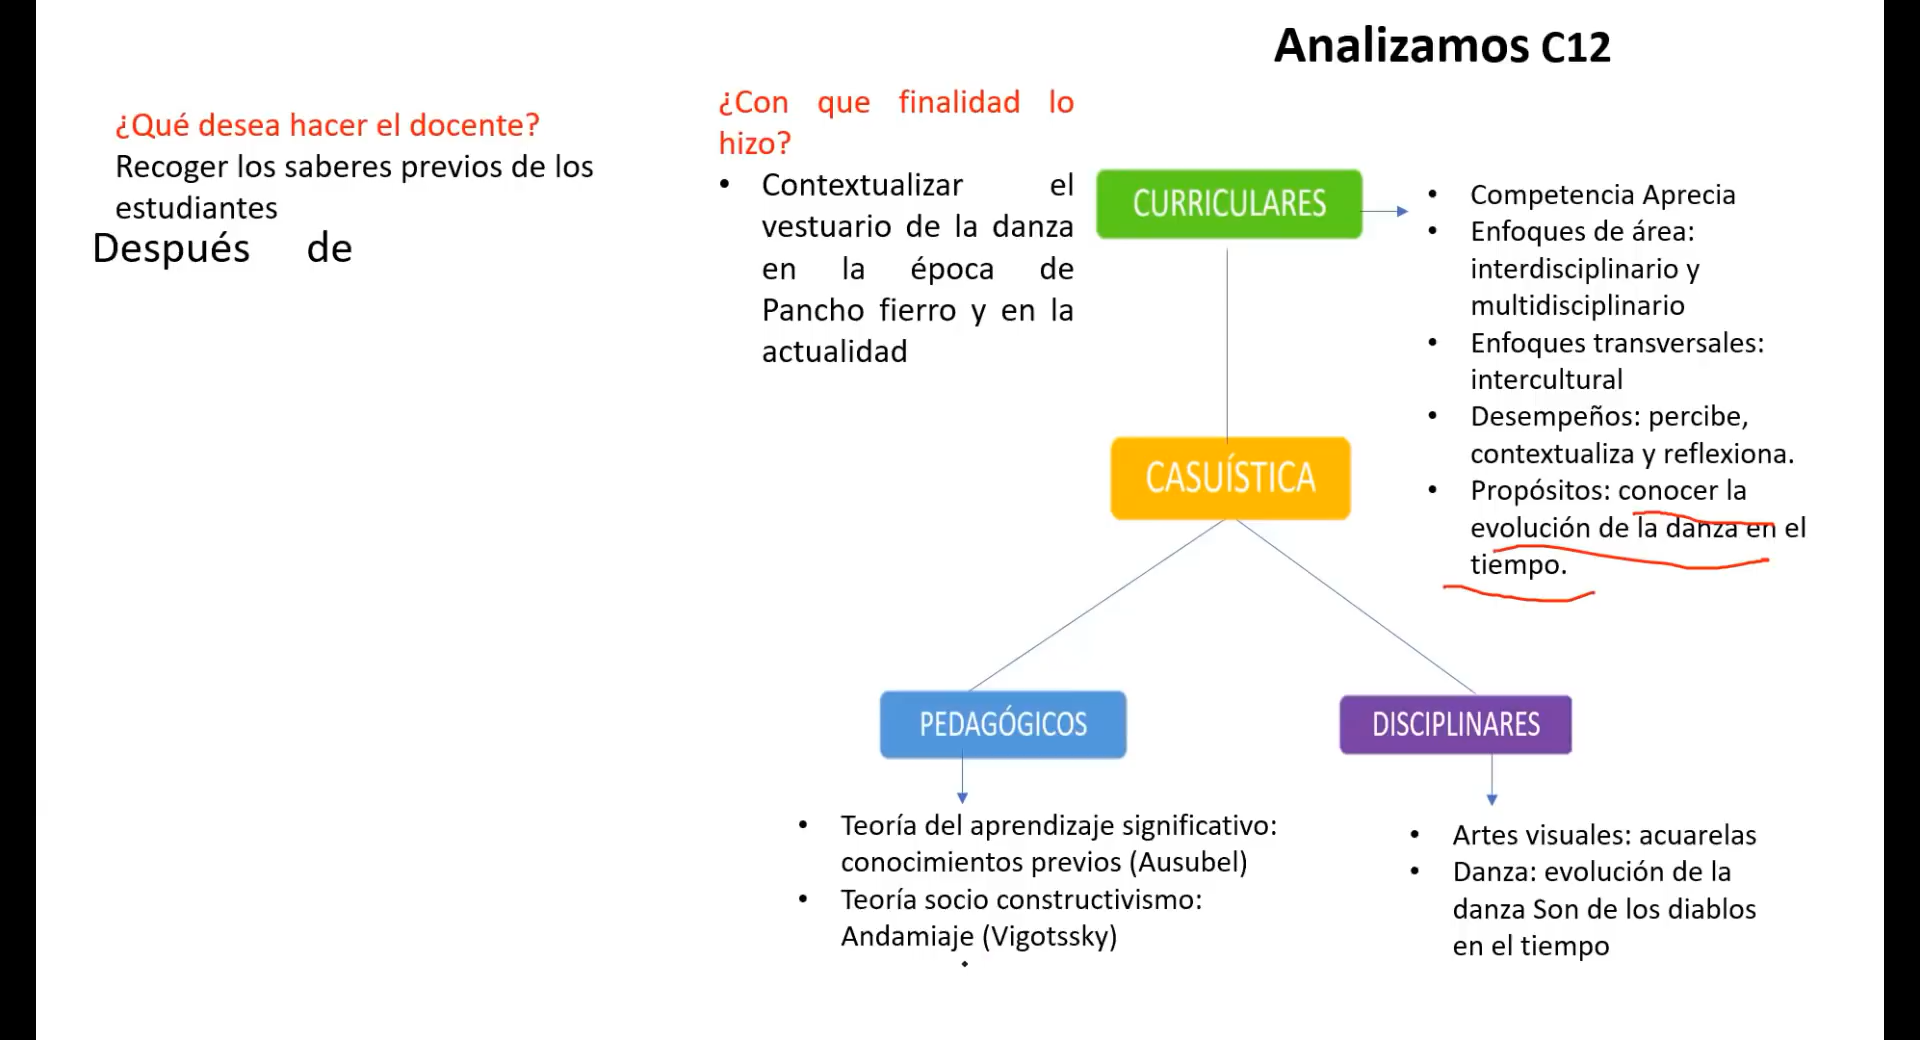 Analizamos C12
¿Qué desea hacer el docente?
Recoger los saberes previos de los
estudiantes
Después de
¿Con que finalidad lo
hizo?
• Contextualizar el
vestuario de la danza
en la época de
Pancho fierro y en la
actualidad
CURRICULARES
• Competencia Aprecia
• Enfoques de área:
interdisciplinario y
multidisciplinario
• Enfoques transversales:
intercultural
• Desempeños: percibe,
contextualiza y reflexiona.
• Propósitos: conocer la
evolución de la danza en el
tiempo.
CASUÍSTICA
PEDAGÓGICOS
• Teoría del aprendizaje significativo:
conocimientos previos (Ausubel)
• Teoría socio constructivismo:
Andamiaje (Vigotssky)
DISCIPLINARES
• Artes visuales: acuarelas
• Danza: evolución de la
danza Son de los diablos
en el tiempo